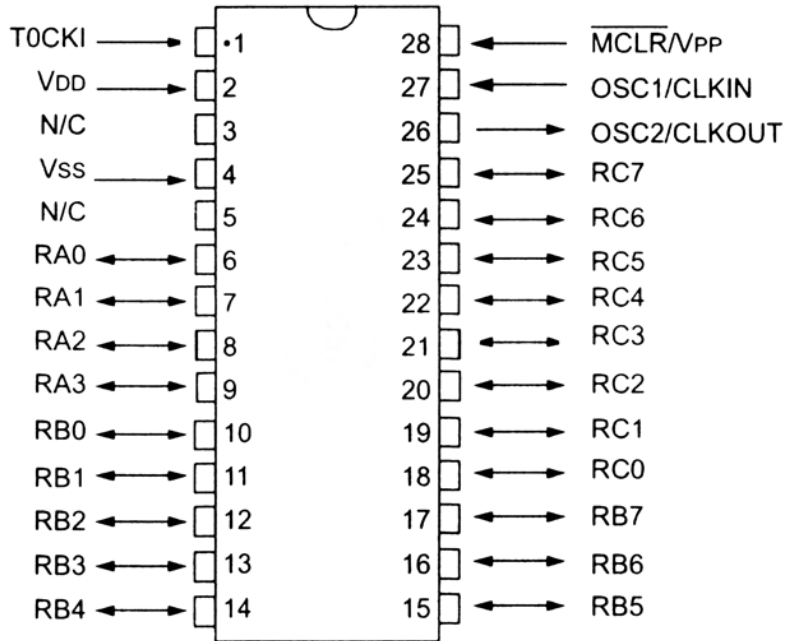 T0CKI •1 28 MCLR/VPP
VDD 2 27 OSC1/CLKIN
N/C 3 26 OSC2/CLKOUT
VSS 4 25 RC7
N/C 5 24 RC6
RA0 6 23 RC5
RA1 7 22 RC4
RA2 8 21 RC3
RA3 9 20 RC2
RB0 10 19 RC1
RB1 11 18 RC0
RB2 12 17 RB7
RB3 13 16 RB6
RB4 14 15 RB5